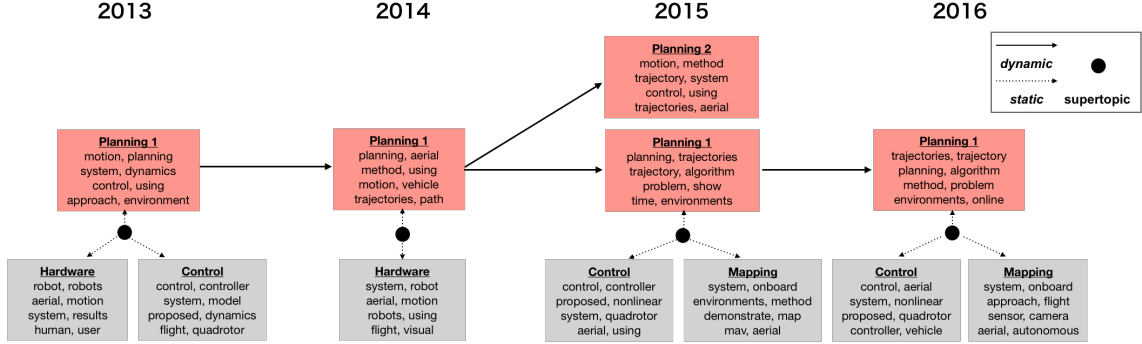 2013
2014
2015
2016
dynamic
static
supertopic
Planning 2
motion, method
trajectory, system
control, using
trajectories, aerial
Planning 1
motion, planning
system, dynamics
control, using
approach, environment
Planning 1
planning, aerial
method, using
motion, vehicle
trajectories, path
Planning 1
planning, trajectories
trajectory, algorithm
problem, show
time, environments
Planning 1
trajectories, trajectory
planning, algorithm
method, problem
environments, online
Hardware
robot, robots
aerial, motion
system, results
human, user
Control
control, controller
system, model
proposed, dynamics
flight, quadrotor
Hardware
system, robot
aerial, motion
robots, using
flight, visual
Control
control, controller
proposed, nonlinear
system, quadrotor
aerial, using
Mapping
system, onboard
environments, method
demonstrate, map
mav, aerial
Control
control, aerial
system, nonlinear
proposed, quadrotor
controller, vehicle
Mapping
system, onboard
approach, flight
sensor, camera
aerial, autonomous